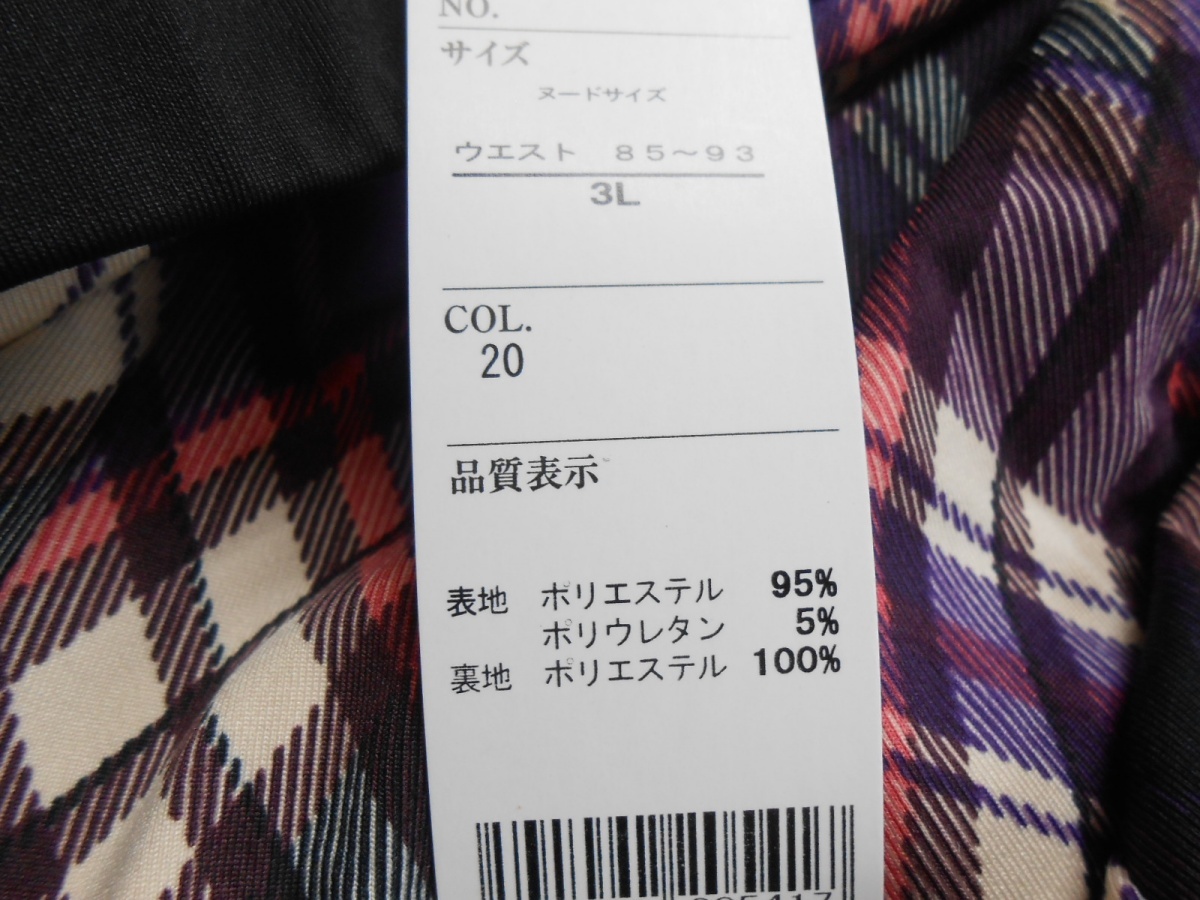 NO.
サイズ
ヌードサイズ
ウエスト 85~93
3L
COL.
20
品質表示
表地 ポリエステル 95%
ポリウレタン 5%
裏地 ポリエステル 100%